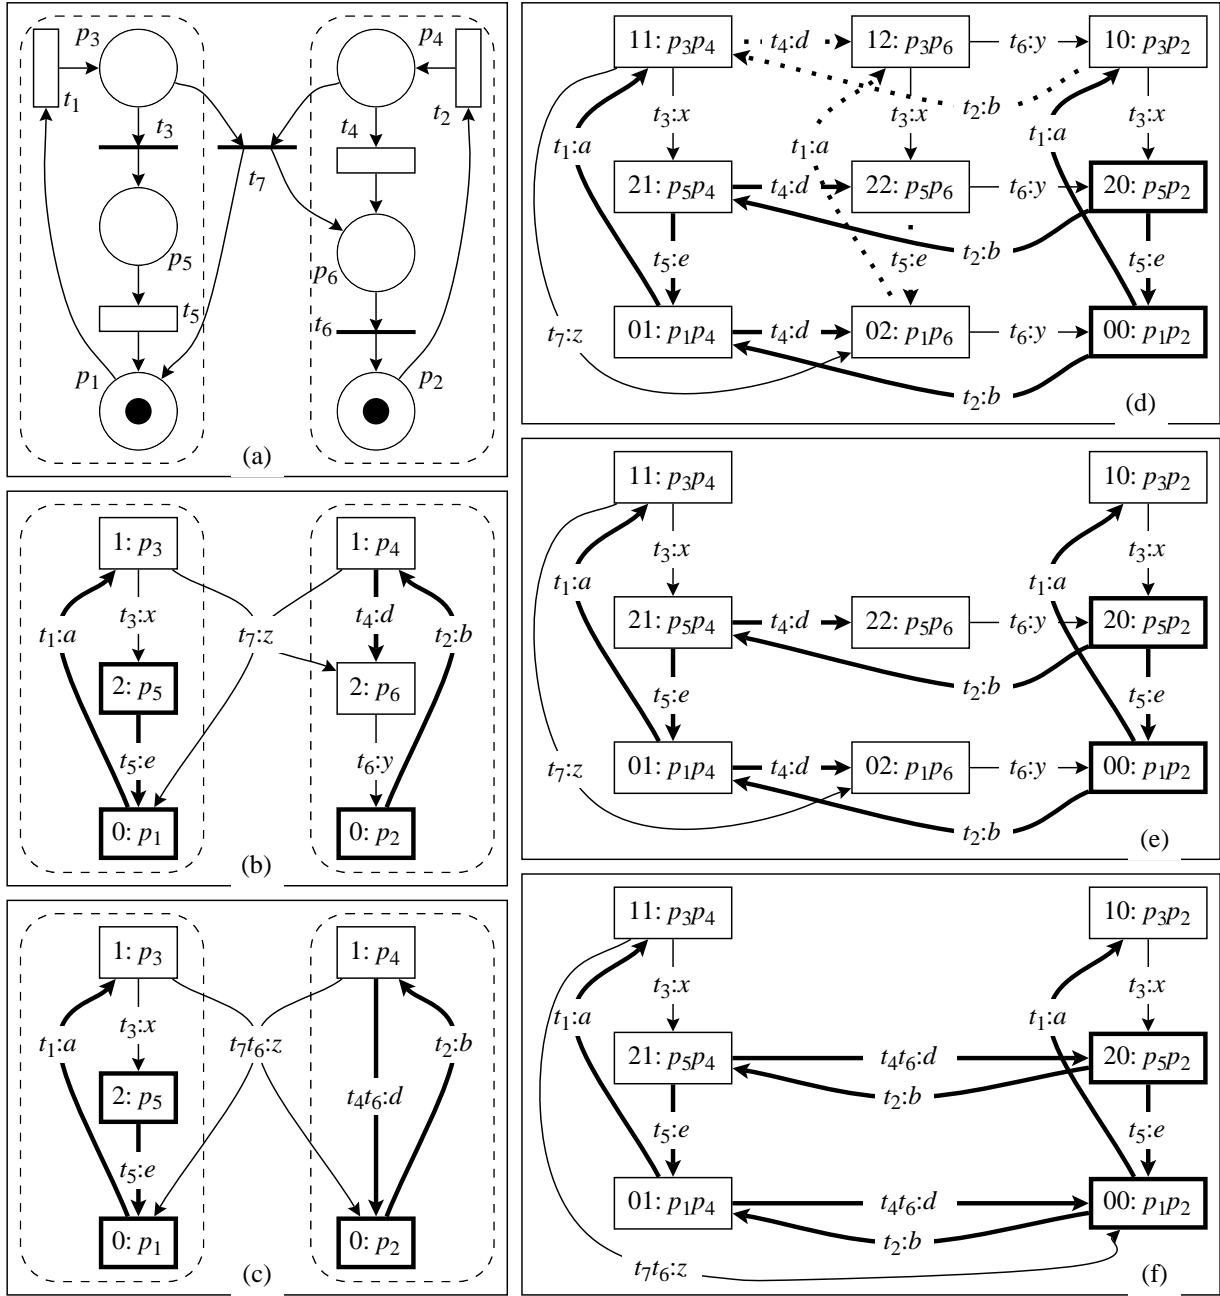 p3
p4
t1
t2
t3
t4
t7
p5
p6
t5
t6
p1
p2
(a)
1: p3
1: p4
t3:x
t4:d
t1:a
t7:z
t2:b
2: p5
2: p6
t5:e
t6:y
0: p1
0: p2
(b)
1: p3
1: p4
t3:x
t1:a
t7t6:z
t2:b
2: p5
t4t6:d
t5:e
0: p1
0: p2
(c)
11: p3p4
t4:d
12: p3p6
t6:y
10: p3p2
t2:b
t3:x
t3:x
t3:x
t1:a
t1:a
t1:a
21: p5p4
t4:d
22: p5p6
t6:y
20: p5p2
t2:b
t5:e
t5:e
t5:e
t7:z
01: p1p4
t4:d
02: p1p6
t6:y
00: p1p2
t2:b
(d)
11: p3p4
10: p3p2
t3:x
t3:x
t1:a
t1:a
21: p5p4
t4:d
22: p5p6
t6:y
20: p5p2
t2:b
t5:e
t5:e
t7:z
01: p1p4
t4:d
02: p1p6
t6:y
00: p1p2
t2:b
(e)
11: p3p4
10: p3p2
t3:x
t3:x
t1:a
t1:a
21: p5p4
t4t6:d
20: p5p2
t2:b
t5:e
t5:e
01: p1p4
t4t6:d
00: p1p2
t2:b
t7t6:z
(f)